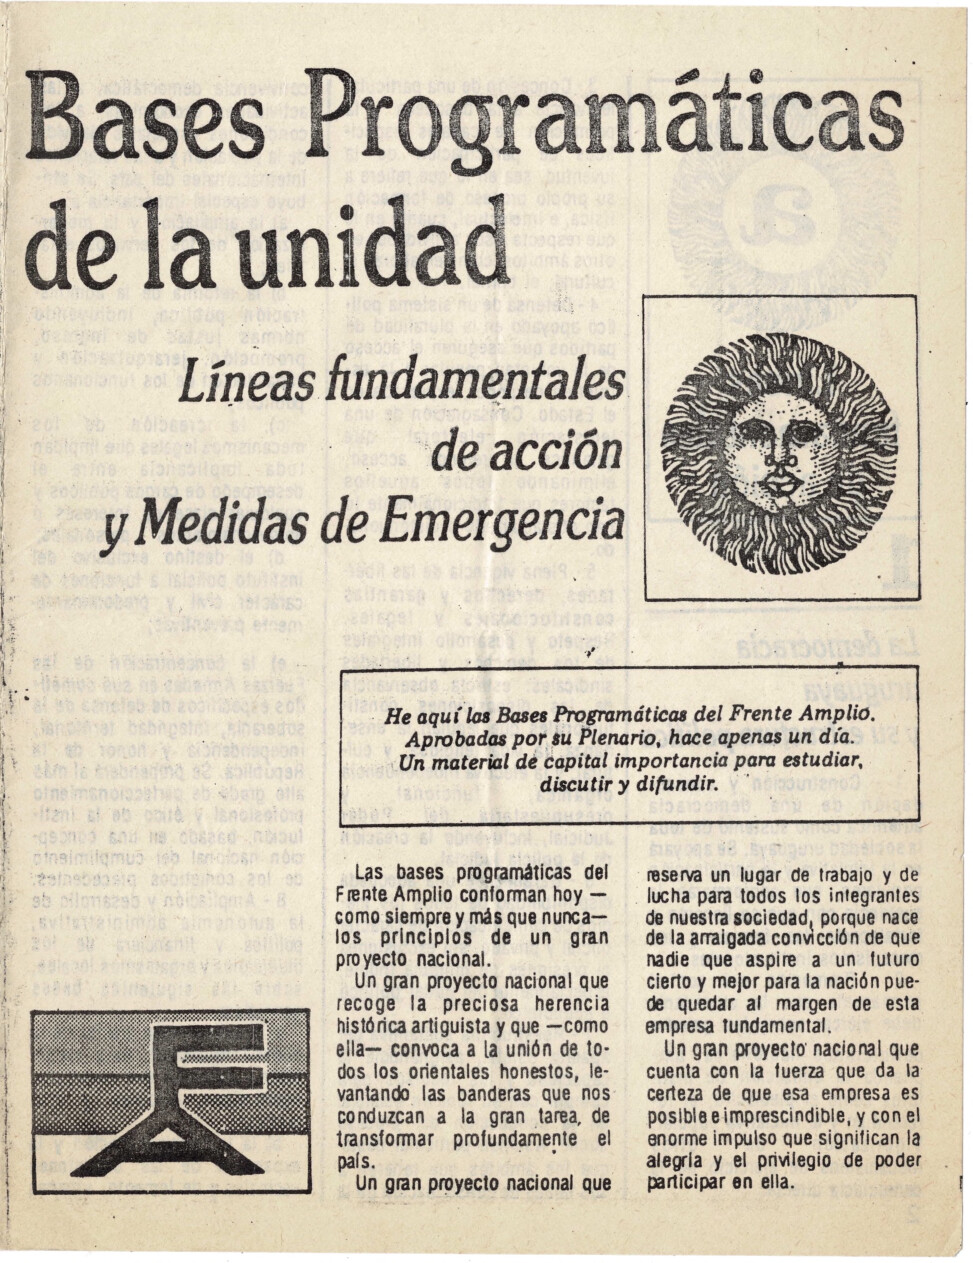 Bases Programáticas
de la unidad
Líneas fundamentales
de acción
y Medidas de Emergencia
He aquí las Bases Programáticas del Frente Amplio.
Aprobadas por su Plenario, hace apenas un día.
Un material de capital importancia para estudiar,
discutir y difundir.
Las bases programáticas del
Frente Amplio conforman hoy —
como siempre y más que nunca—
los principios de un gran
proyecto nacional.
Un gran proyecto nacional que
recoge la preciosa herencia
histórica artiguista y que —como
ella— convoca a la unión de to-
dos los orientales honestos, le-
vantando las banderas que nos
conduzcan a la gran tarea, de
transformar profundamente el
país.
Un gran proyecto nacional que
reserva un lugar de trabajo y de
lucha para todos los integrantes
de nuestra sociedad, porque nace
de la arraigada convicción de que
nadie que aspire a un futuro
cierto y mejor para la nación pue-
de quedar al margen de esta
empresa fundamental.
Un gran proyecto nacional que
cuenta con la fuerza que da la
certeza de que esa empresa es
posible e imprescindible, y con el
enorme impulso que significan la
alegría y el privilegio de poder
participar en ella.
FA